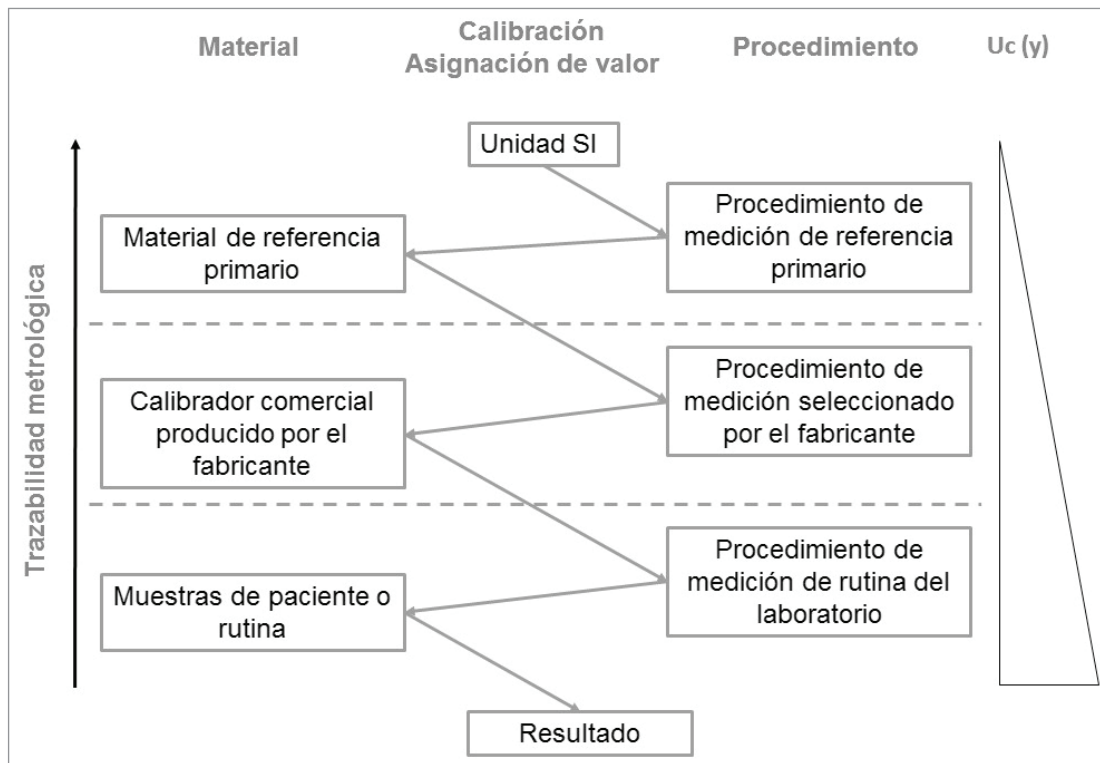 Material
Calibración
Asignación de valor
Procedimiento
Uc (y)
Trazabilidad metrológica
Unidad SI
Material de referencia
primario
Procedimiento de
medición de referencia
primario
Calibrador comercial
producido por el
fabricante
Procedimiento de
medición seleccionado
por el fabricante
Muestras de paciente o
rutina
Procedimiento de
medición de rutina del
laboratorio
Resultado